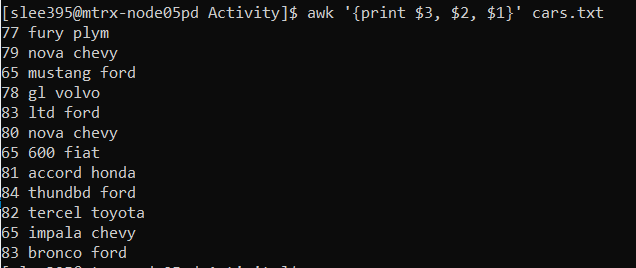 [slee395@mtrx-node05pd Activity]$ awk '{print $3, $2, $1}' cars.txt
77 fury plym
79 nova chevy
65 mustang ford
78 gl volvo
83 ltd ford
80 nova chevy
65 600 fiat
81 accord honda
84 thundbd ford
82 tercel toyota
65 impala chevy
83 bronco ford